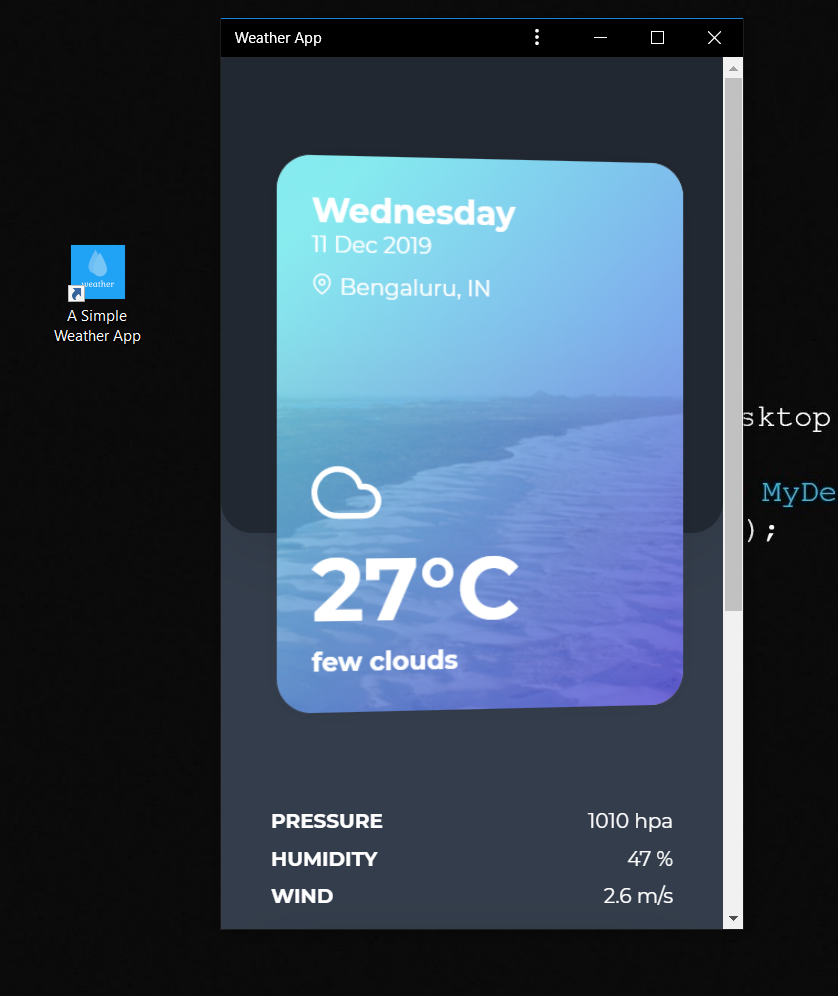 Weather App
Wednesday
11 Dec 2019
Bengaluru, IN
weather
A Simple
Weather App
sktop
MyDe
);
27°C
few clouds
PRESSURE 1010 hpa
HUMIDITY 47 %
WIND 2.6 m/s